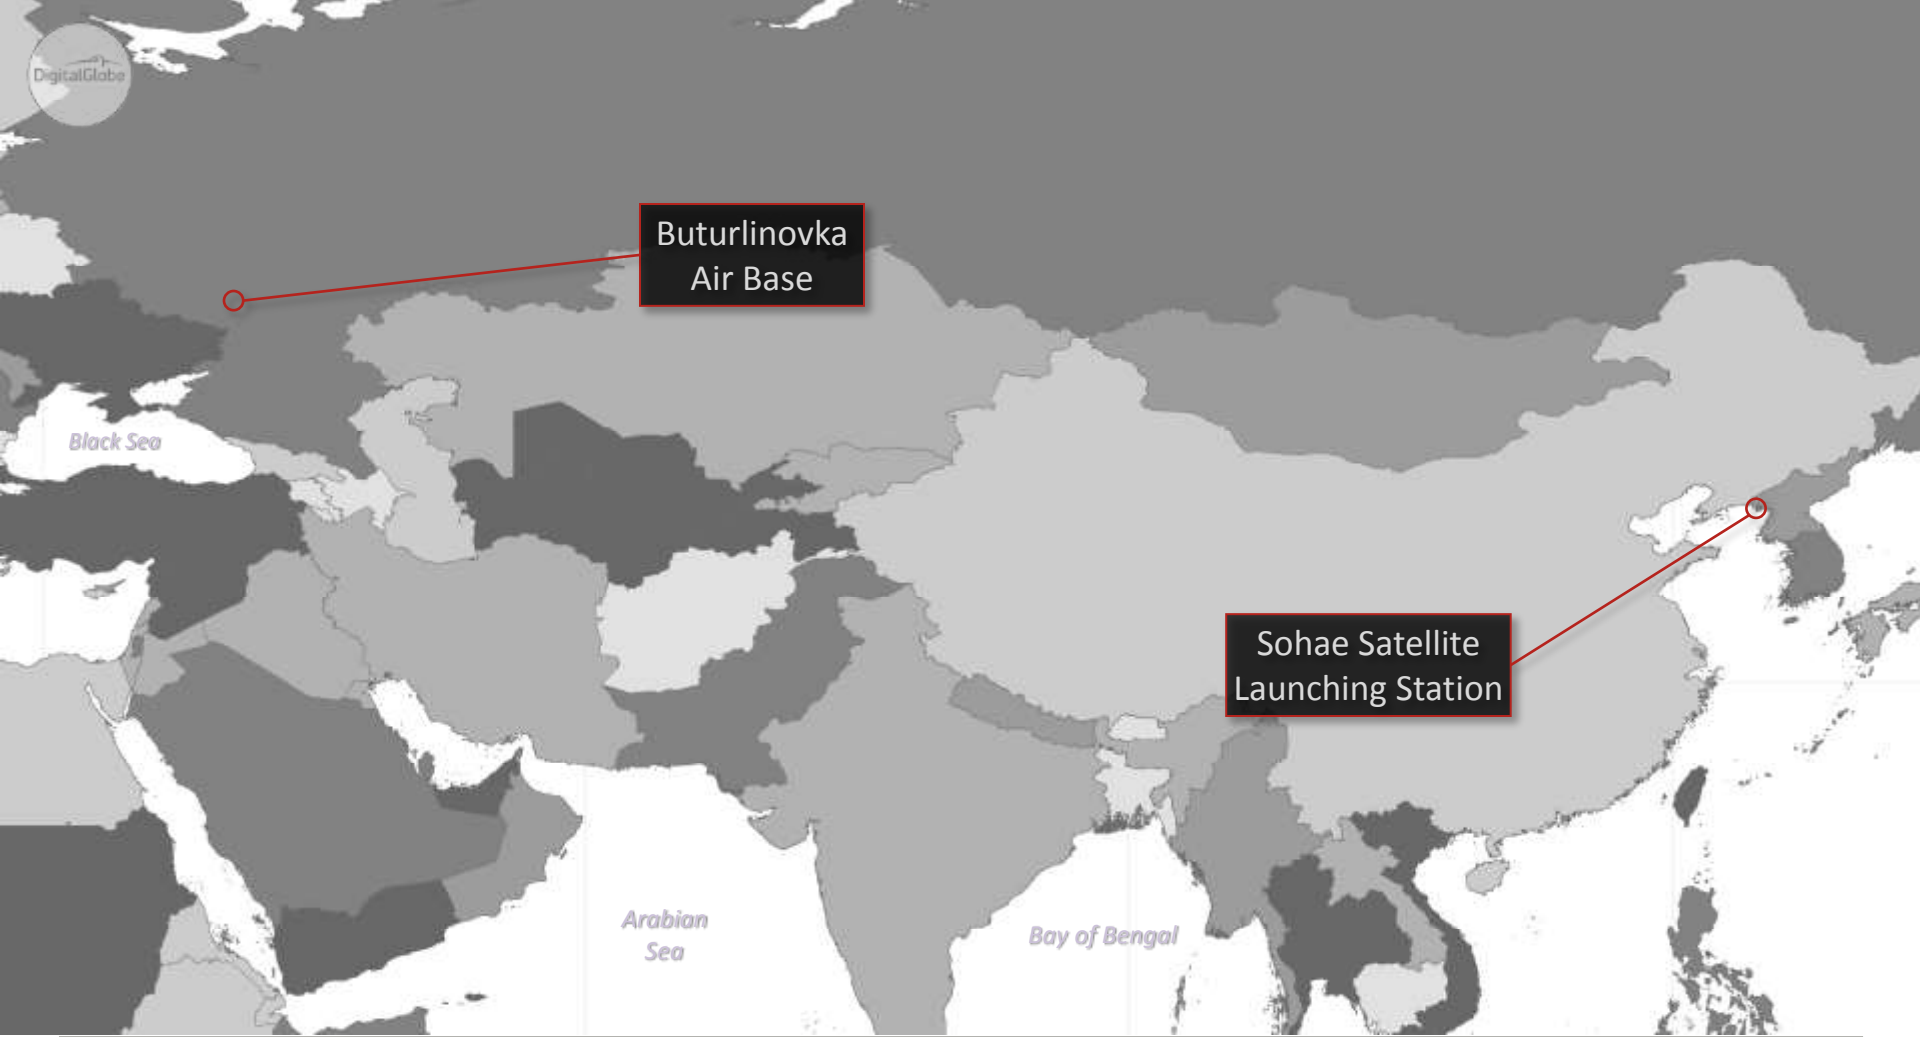 DigitalGlobe
Buturlinovka
Air Base
Black Sea
Sohae Satellite
Launching Station
Arabian
Sea
Bay of Bengal